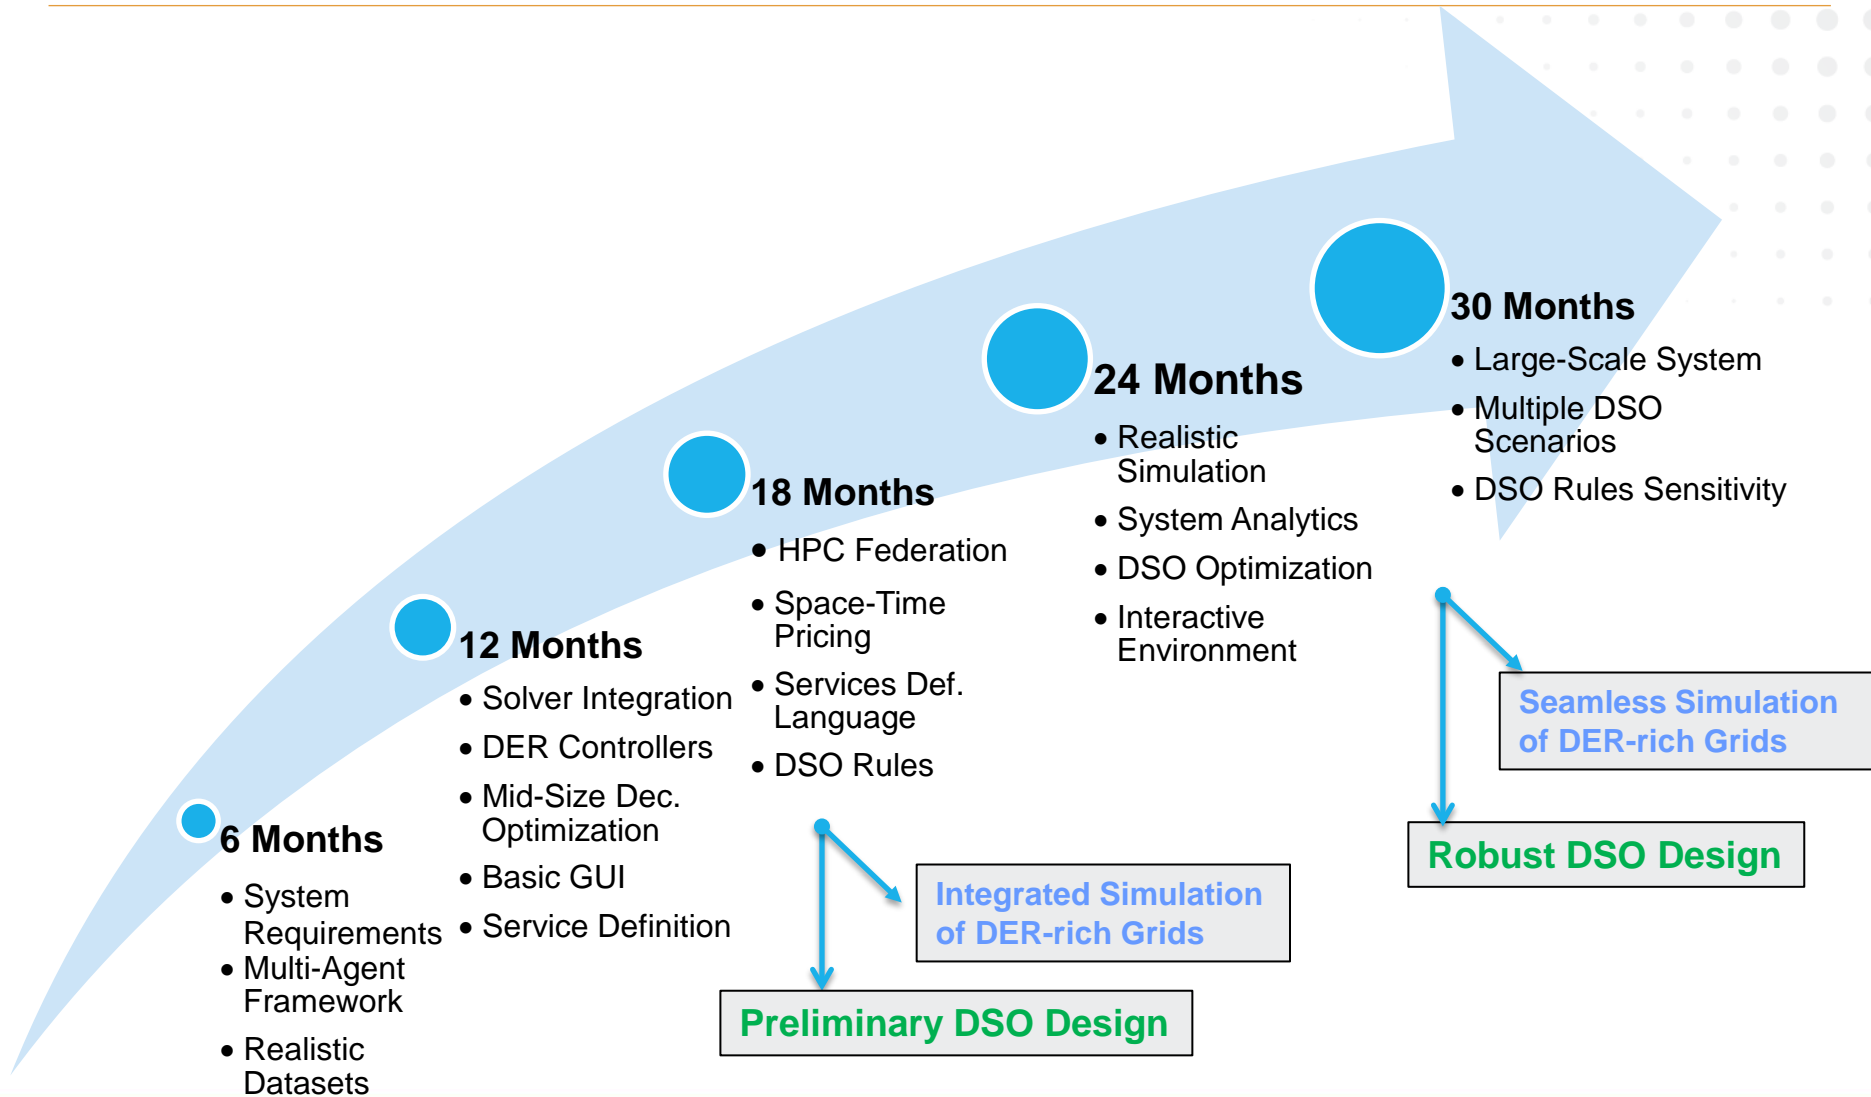 6 Months
• System
Requirements
• Multi-Agent
Framework
• Realistic
Datasets
12 Months
• Solver Integration
• DER Controllers
• Mid-Size Dec.
Optimization
• Basic GUI
• Service Definition
18 Months
• HPC Federation
• Space-Time
Pricing
• Services Def.
Language
• DSO Rules
Integrated Simulation
of DER-rich Grids
Preliminary DSO Design
24 Months
• Realistic
Simulation
• System Analytics
• DSO Optimization
• Interactive
Environment
30 Months
• Large-Scale System
• Multiple DSO
Scenarios
• DSO Rules Sensitivity
Seamless Simulation
of DER-rich Grids
Robust DSO Design